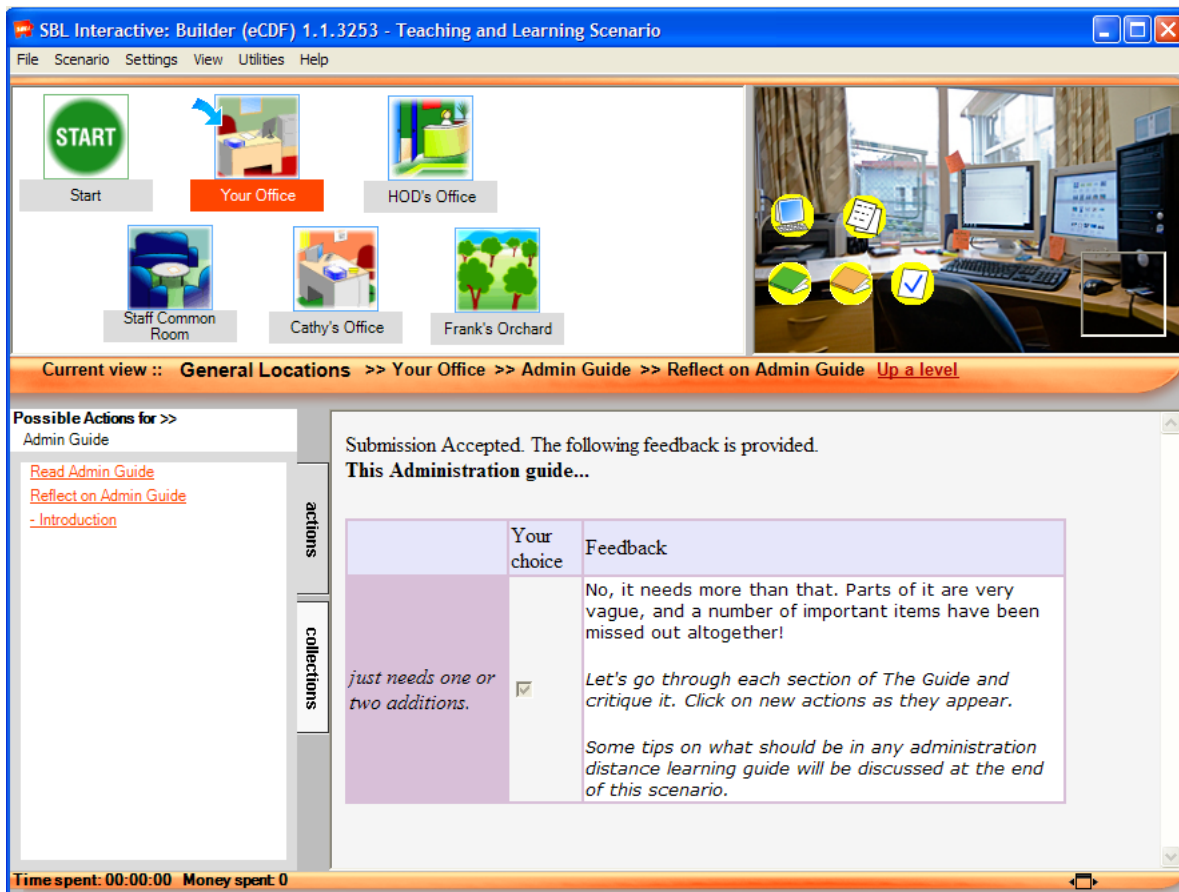 SBL Interactive: Builder (eCDF) 1.1.3253 - Teaching and Learning Scenario
File Scenario Settings View Utilities Help
START
Start
Your Office
HOD's Office
Staff Common
Room
Cathy's Office
Frank's Orchard
Current view :: General Locations >> Your Office >> Admin Guide >> Reflect on Admin Guide Up a level
Possible Actions for >>
Admin Guide
Read Admin Guide
Reflect on Admin Guide
- Introduction
actions
collections
Submission Accepted. The following feedback is provided.
This Administration guide...
Your
choice
Feedback
just needs one or
two additions.
No, it needs more than that. Parts of it are very
vague, and a number of important items have been
missed out altogether!
Let's go through each section of The Guide and
critique it. Click on new actions as they appear.
Some tips on what should be in any administration
distance learning guide will be discussed at the end
of this scenario.
Time spent: 00:00:00 Money spent: 0